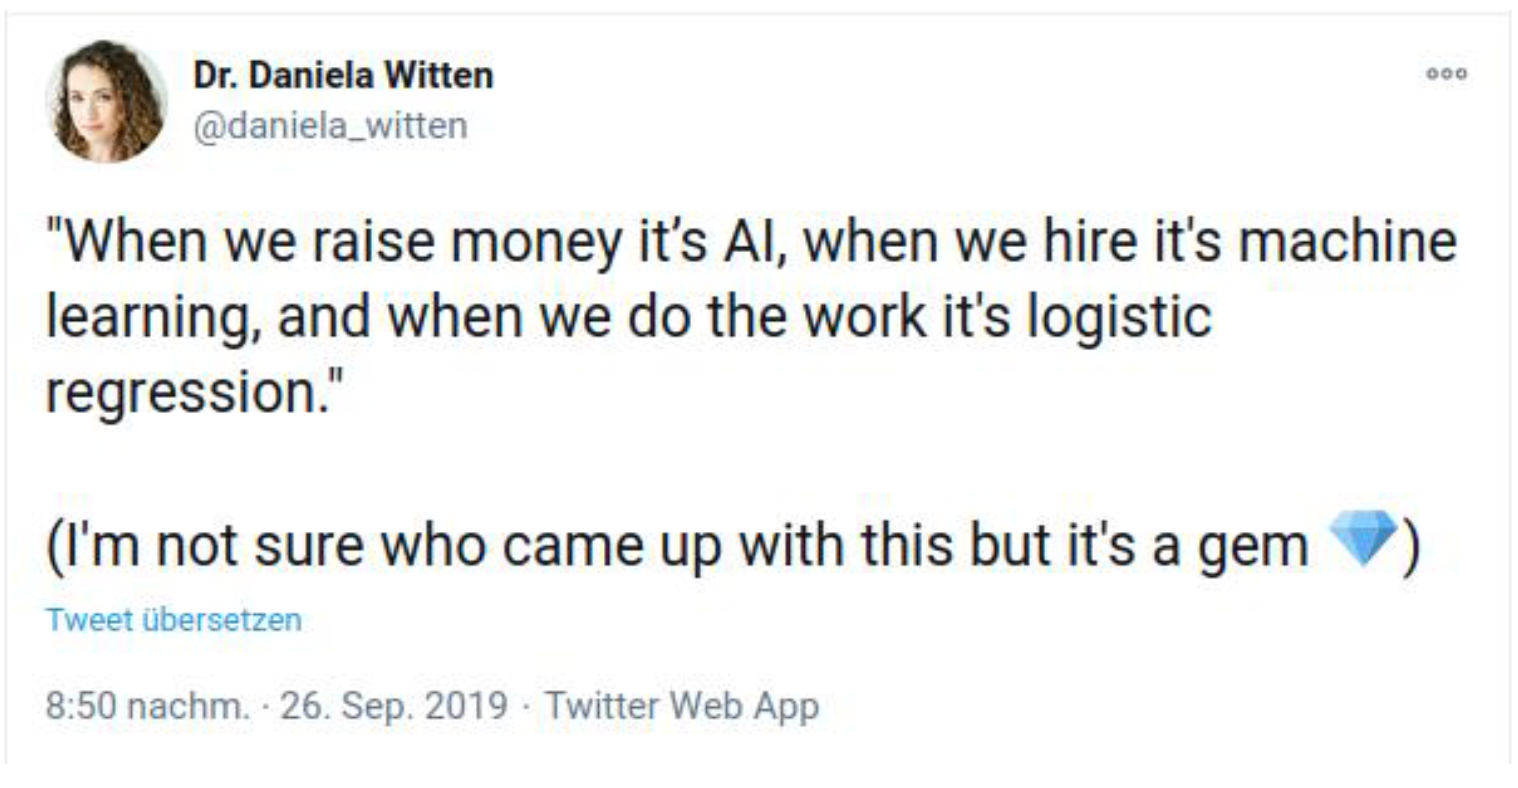 Dr. Daniela Witten
@daniela_witten
"When we raise money it’s AI, when we hire it's machine
learning, and when we do the work it's logistic
regression."
(I'm not sure who came up with this but it's a gem 💎)
Tweet übersetzen
8:50 nachm. · 26. Sep. 2019 · Twitter Web App